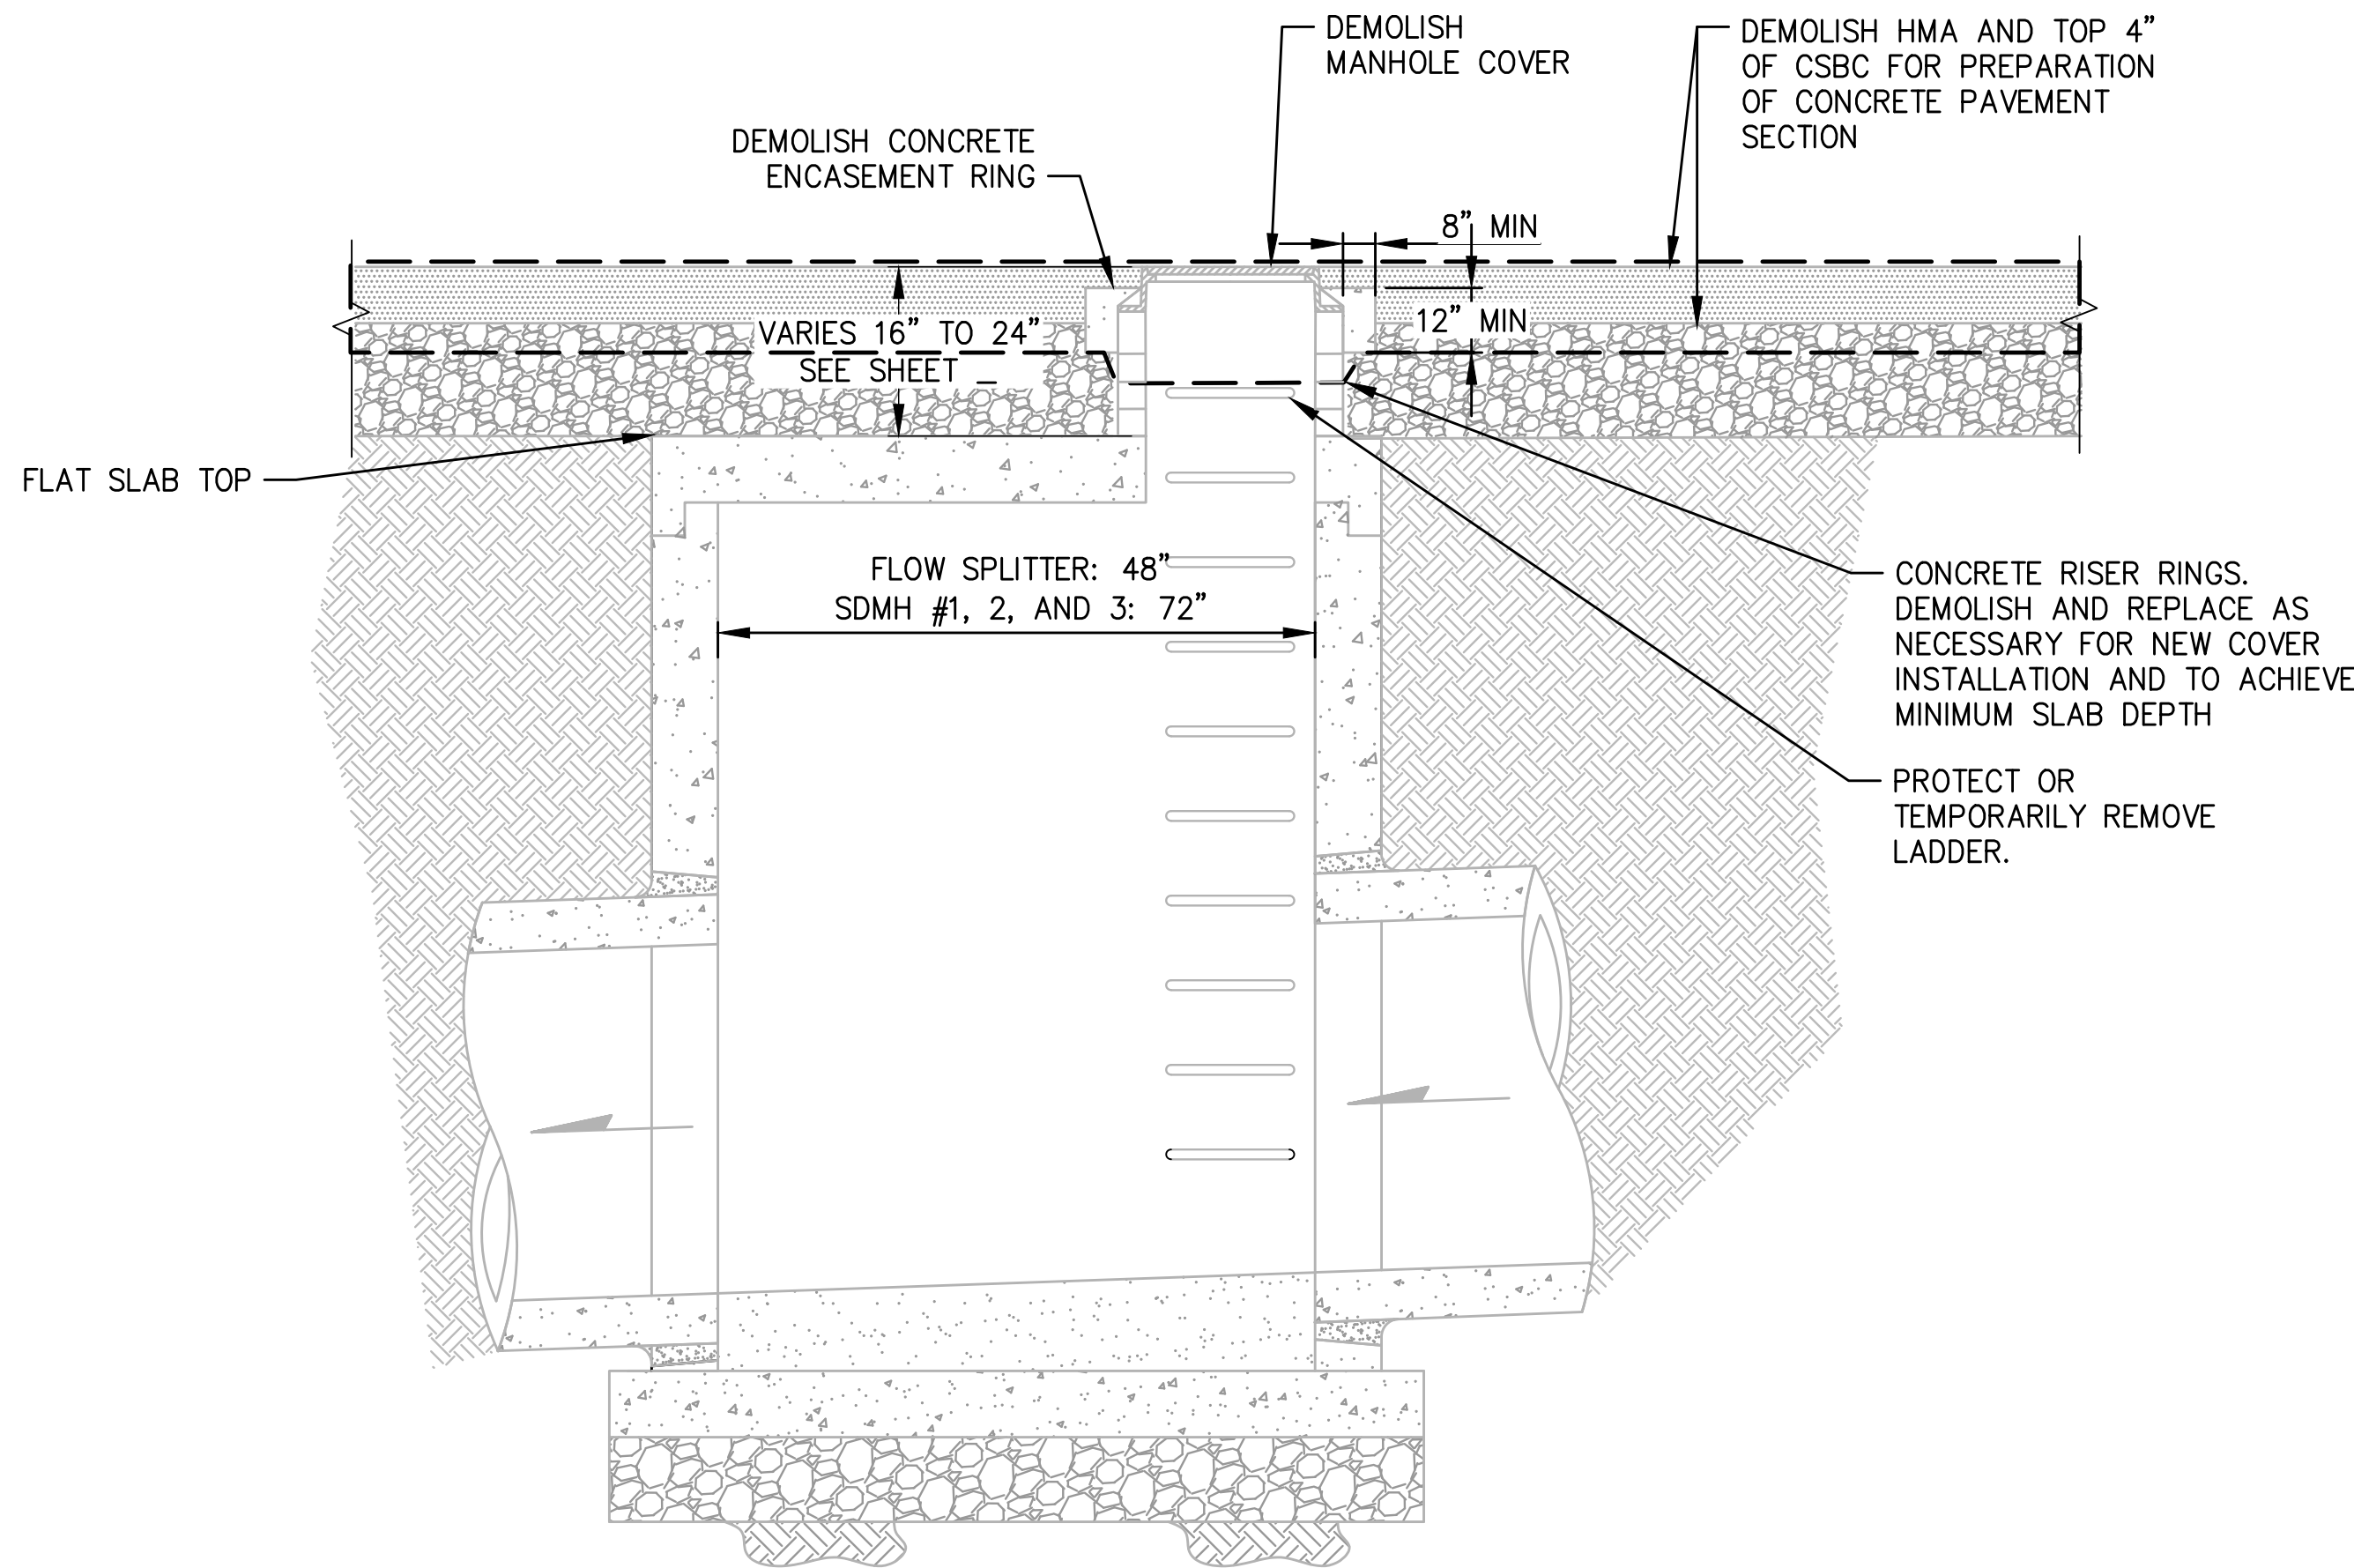 DEMOLISH
MANHOLE COVER
DEMOLISH HMA AND TOP 4”
OF CSBC FOR PREPARATION
OF CONCRETE PAVEMENT
SECTION
DEMOLISH CONCRETE
ENCASEMENT RING
8” MIN
12” MIN
VARIES 16” TO 24”
SEE SHEET _
FLAT SLAB TOP
FLOW SPLITTER: 48”
SDMH #1, 2, AND 3: 72”
CONCRETE RISER RINGS.
DEMOLISH AND REPLACE AS
NECESSARY FOR NEW COVER
INSTALLATION AND TO ACHIEVE
MINIMUM SLAB DEPTH
PROTECT OR
TEMPORARILY REMOVE
LADDER.